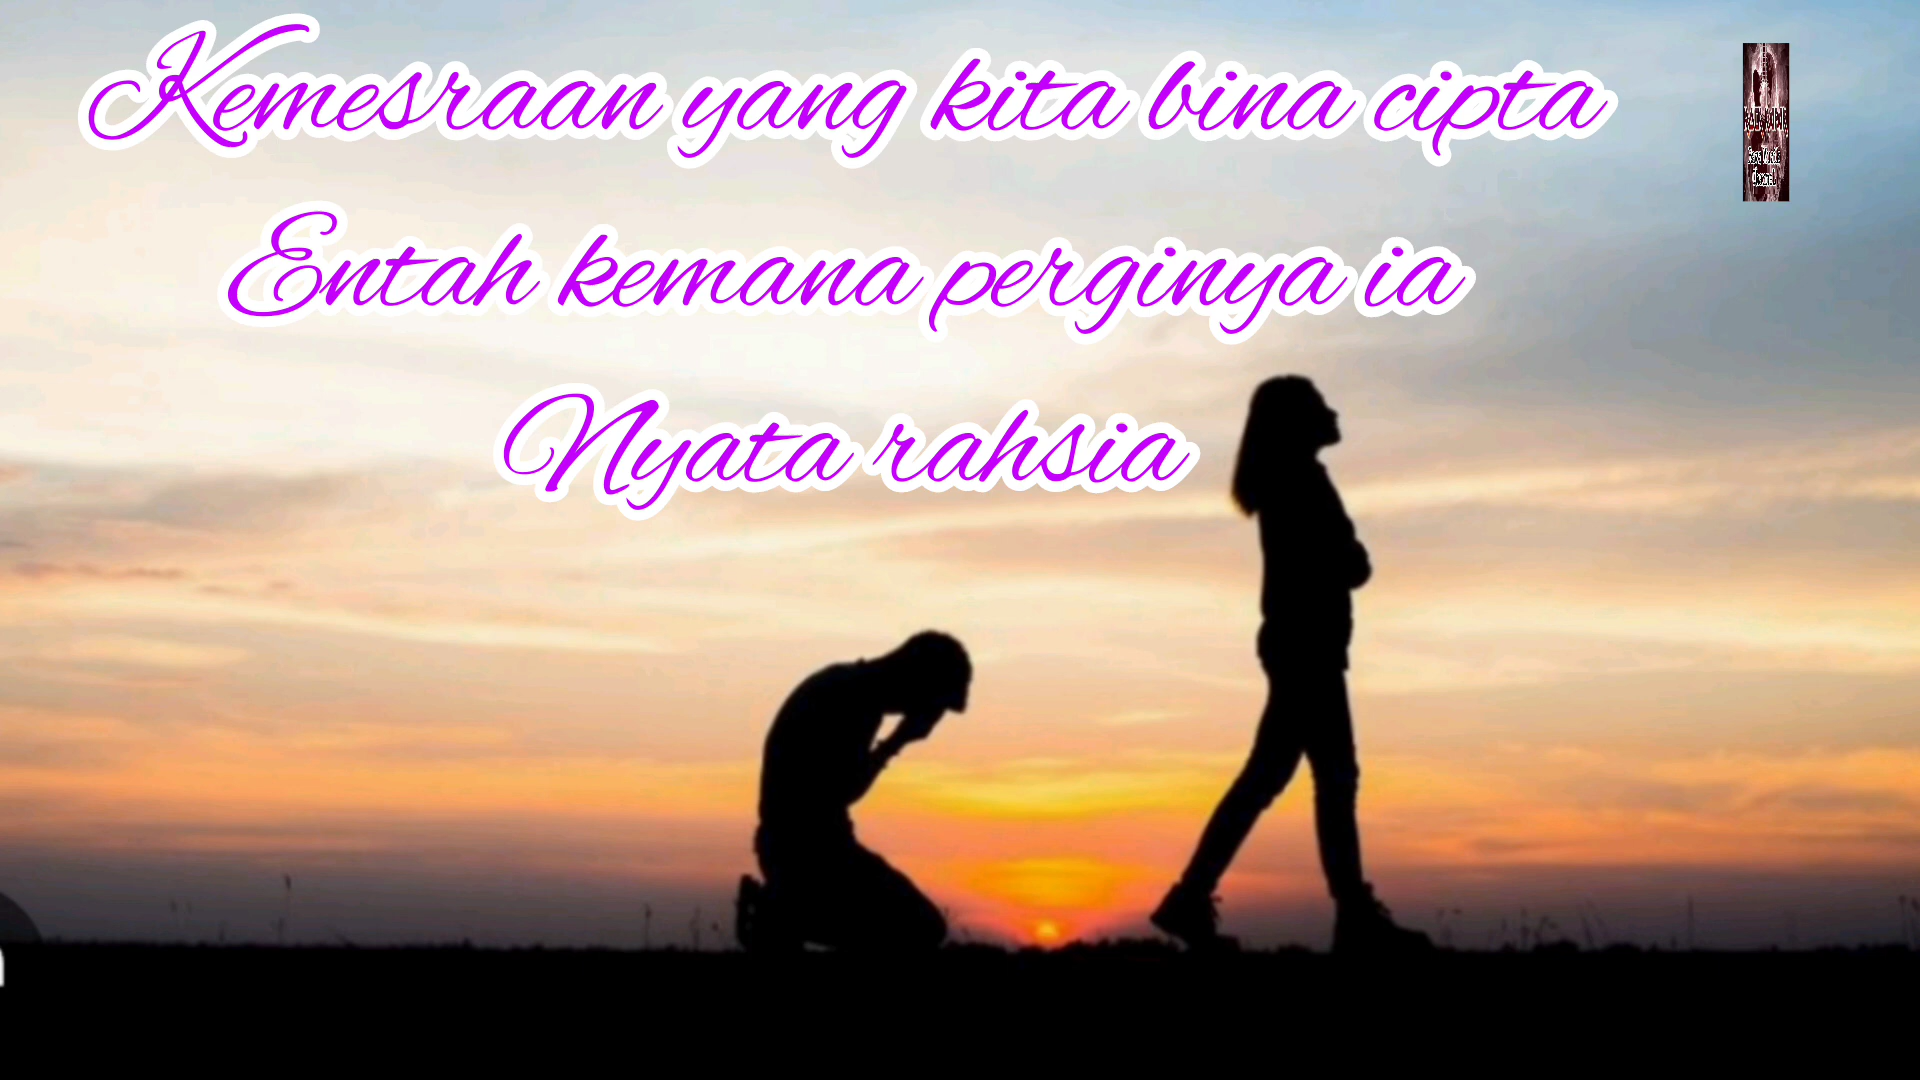 Kemesraan yang kita bina cipta
Entah kemana perginya ia
Nyata rahsia